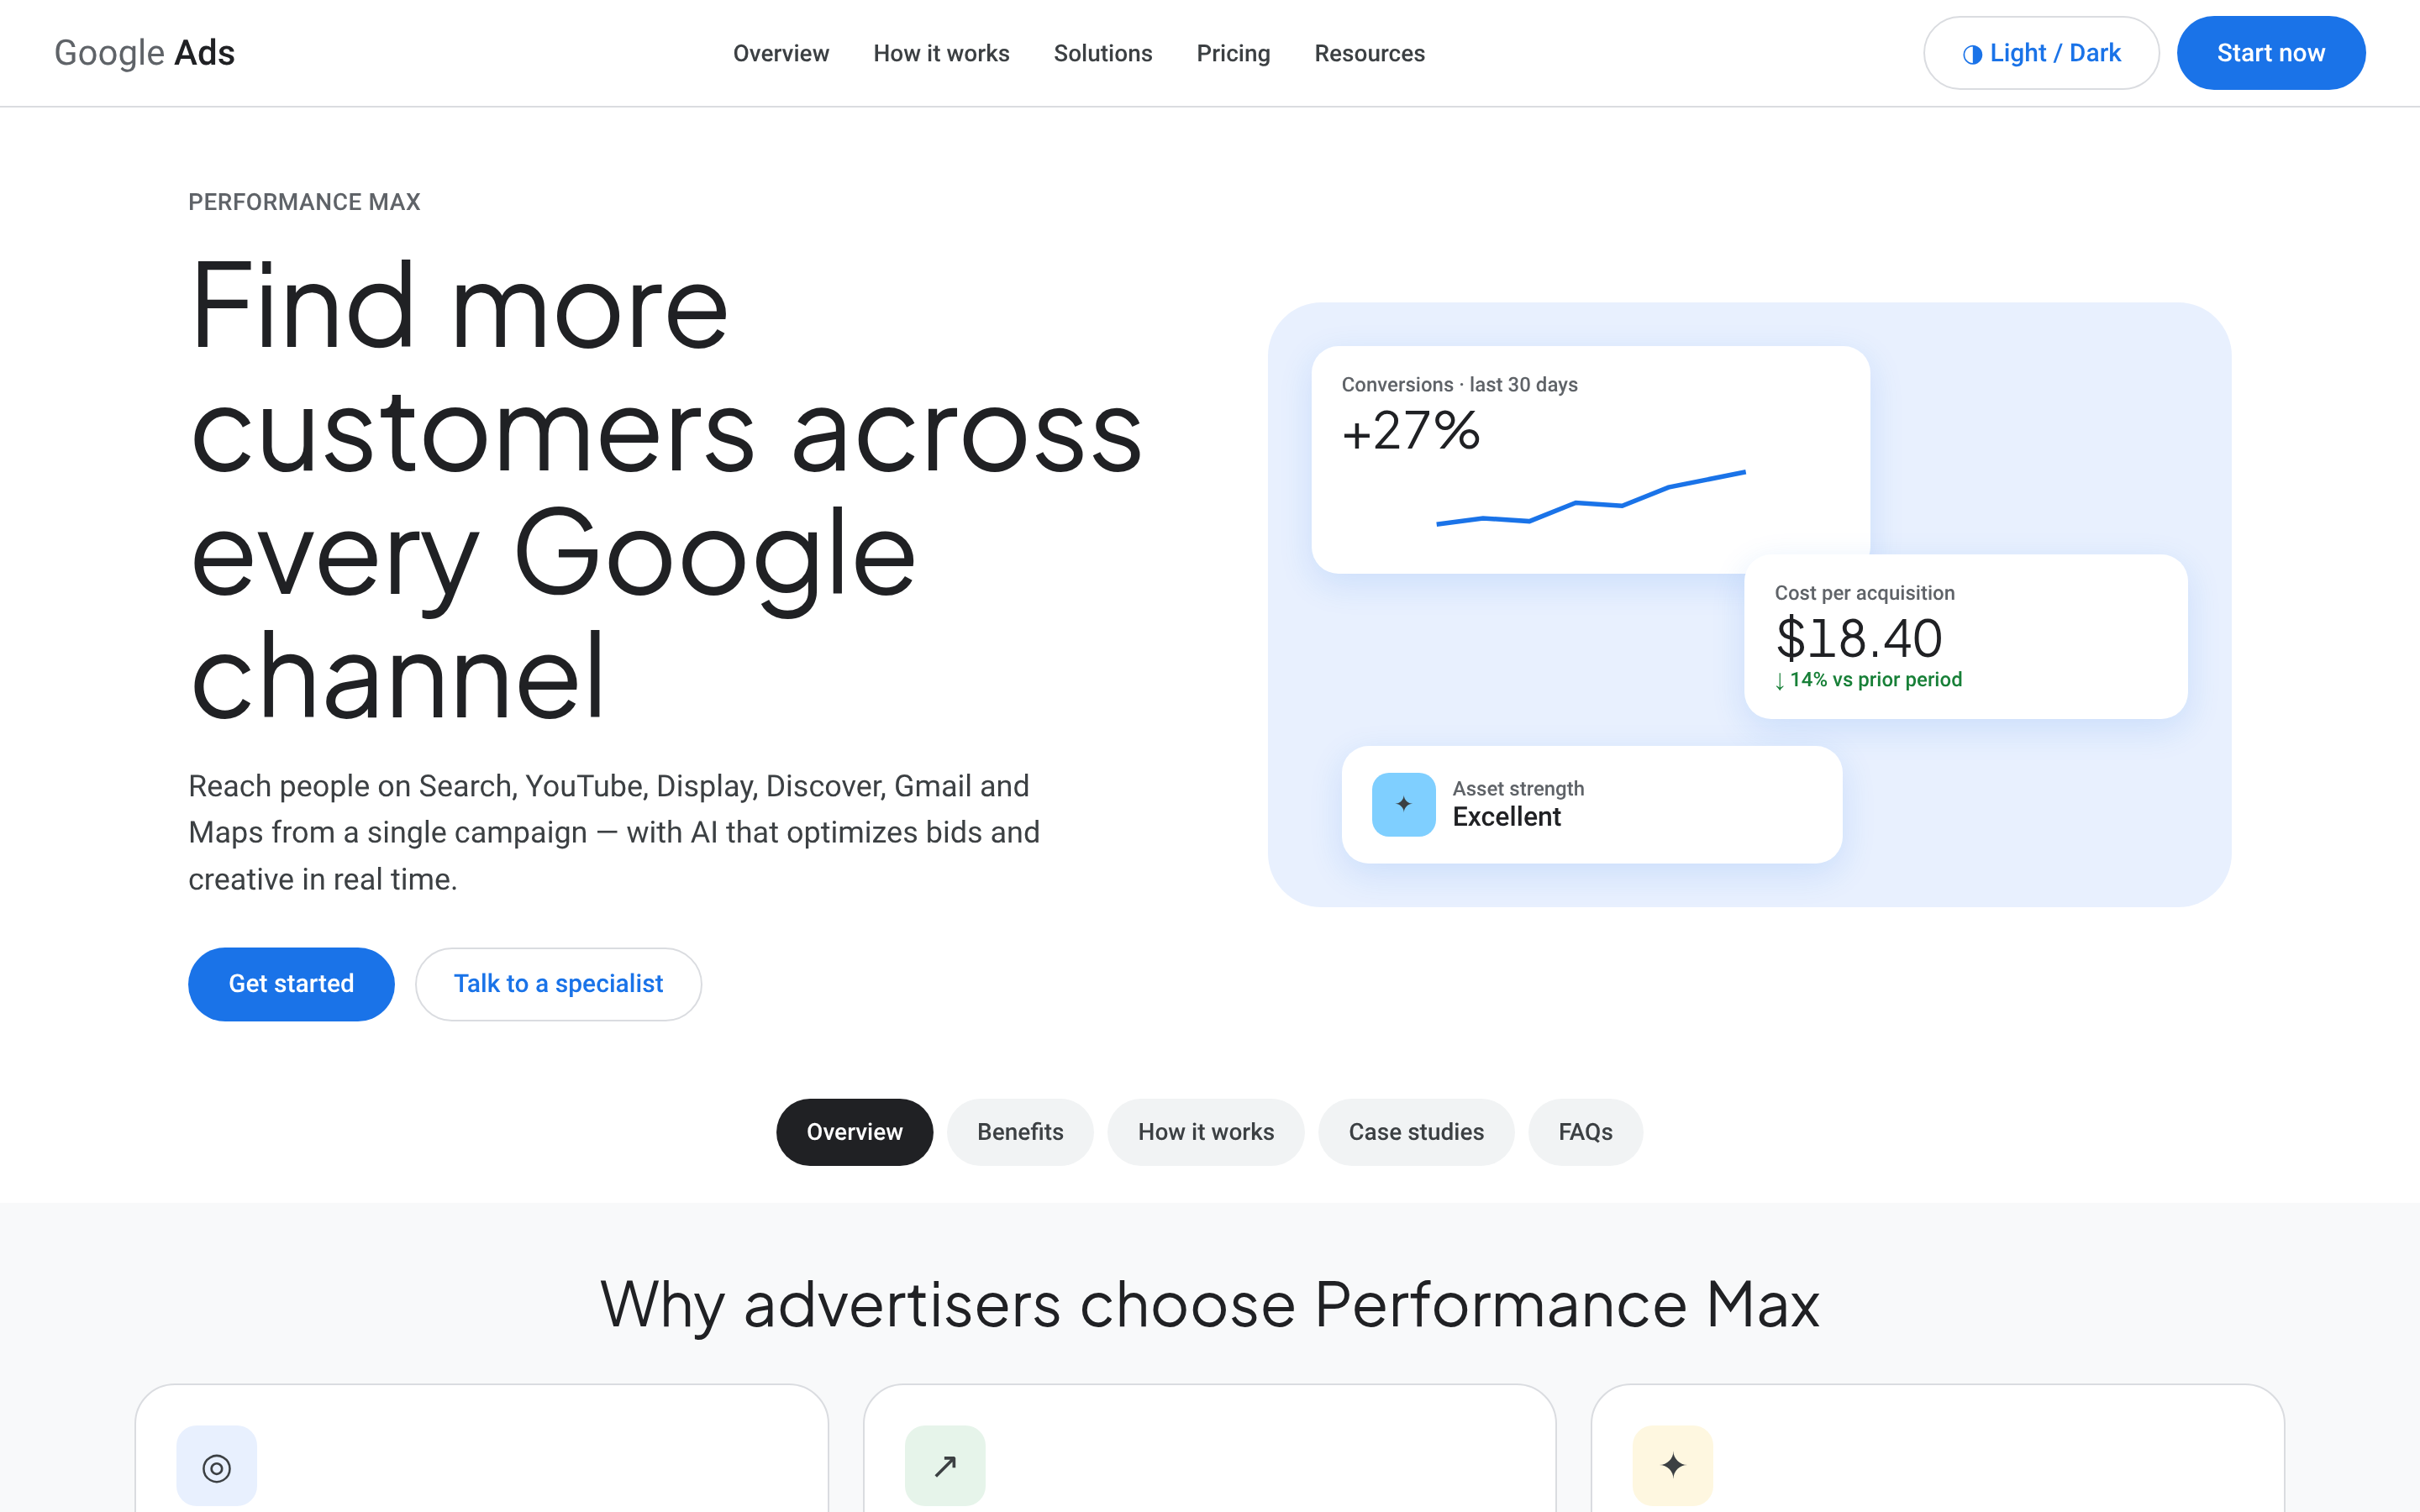 Google Ads
Overview
How it works
Solutions
Pricing
Resources
Light / Dark
Start now
PERFORMANCE MAX
Find more
customers across
every Google
channel
Reach people on Search, YouTube, Display, Discover, Gmail and
Maps from a single campaign — with AI that optimizes bids and
creative in real time.
Get started
Talk to a specialist
Conversions · last 30 days
+27%
Cost per acquisition
$18.40
↓ 14% vs prior period
Asset strength
Excellent
Overview
Benefits
How it works
Case studies
FAQs
Why advertisers choose Performance Max